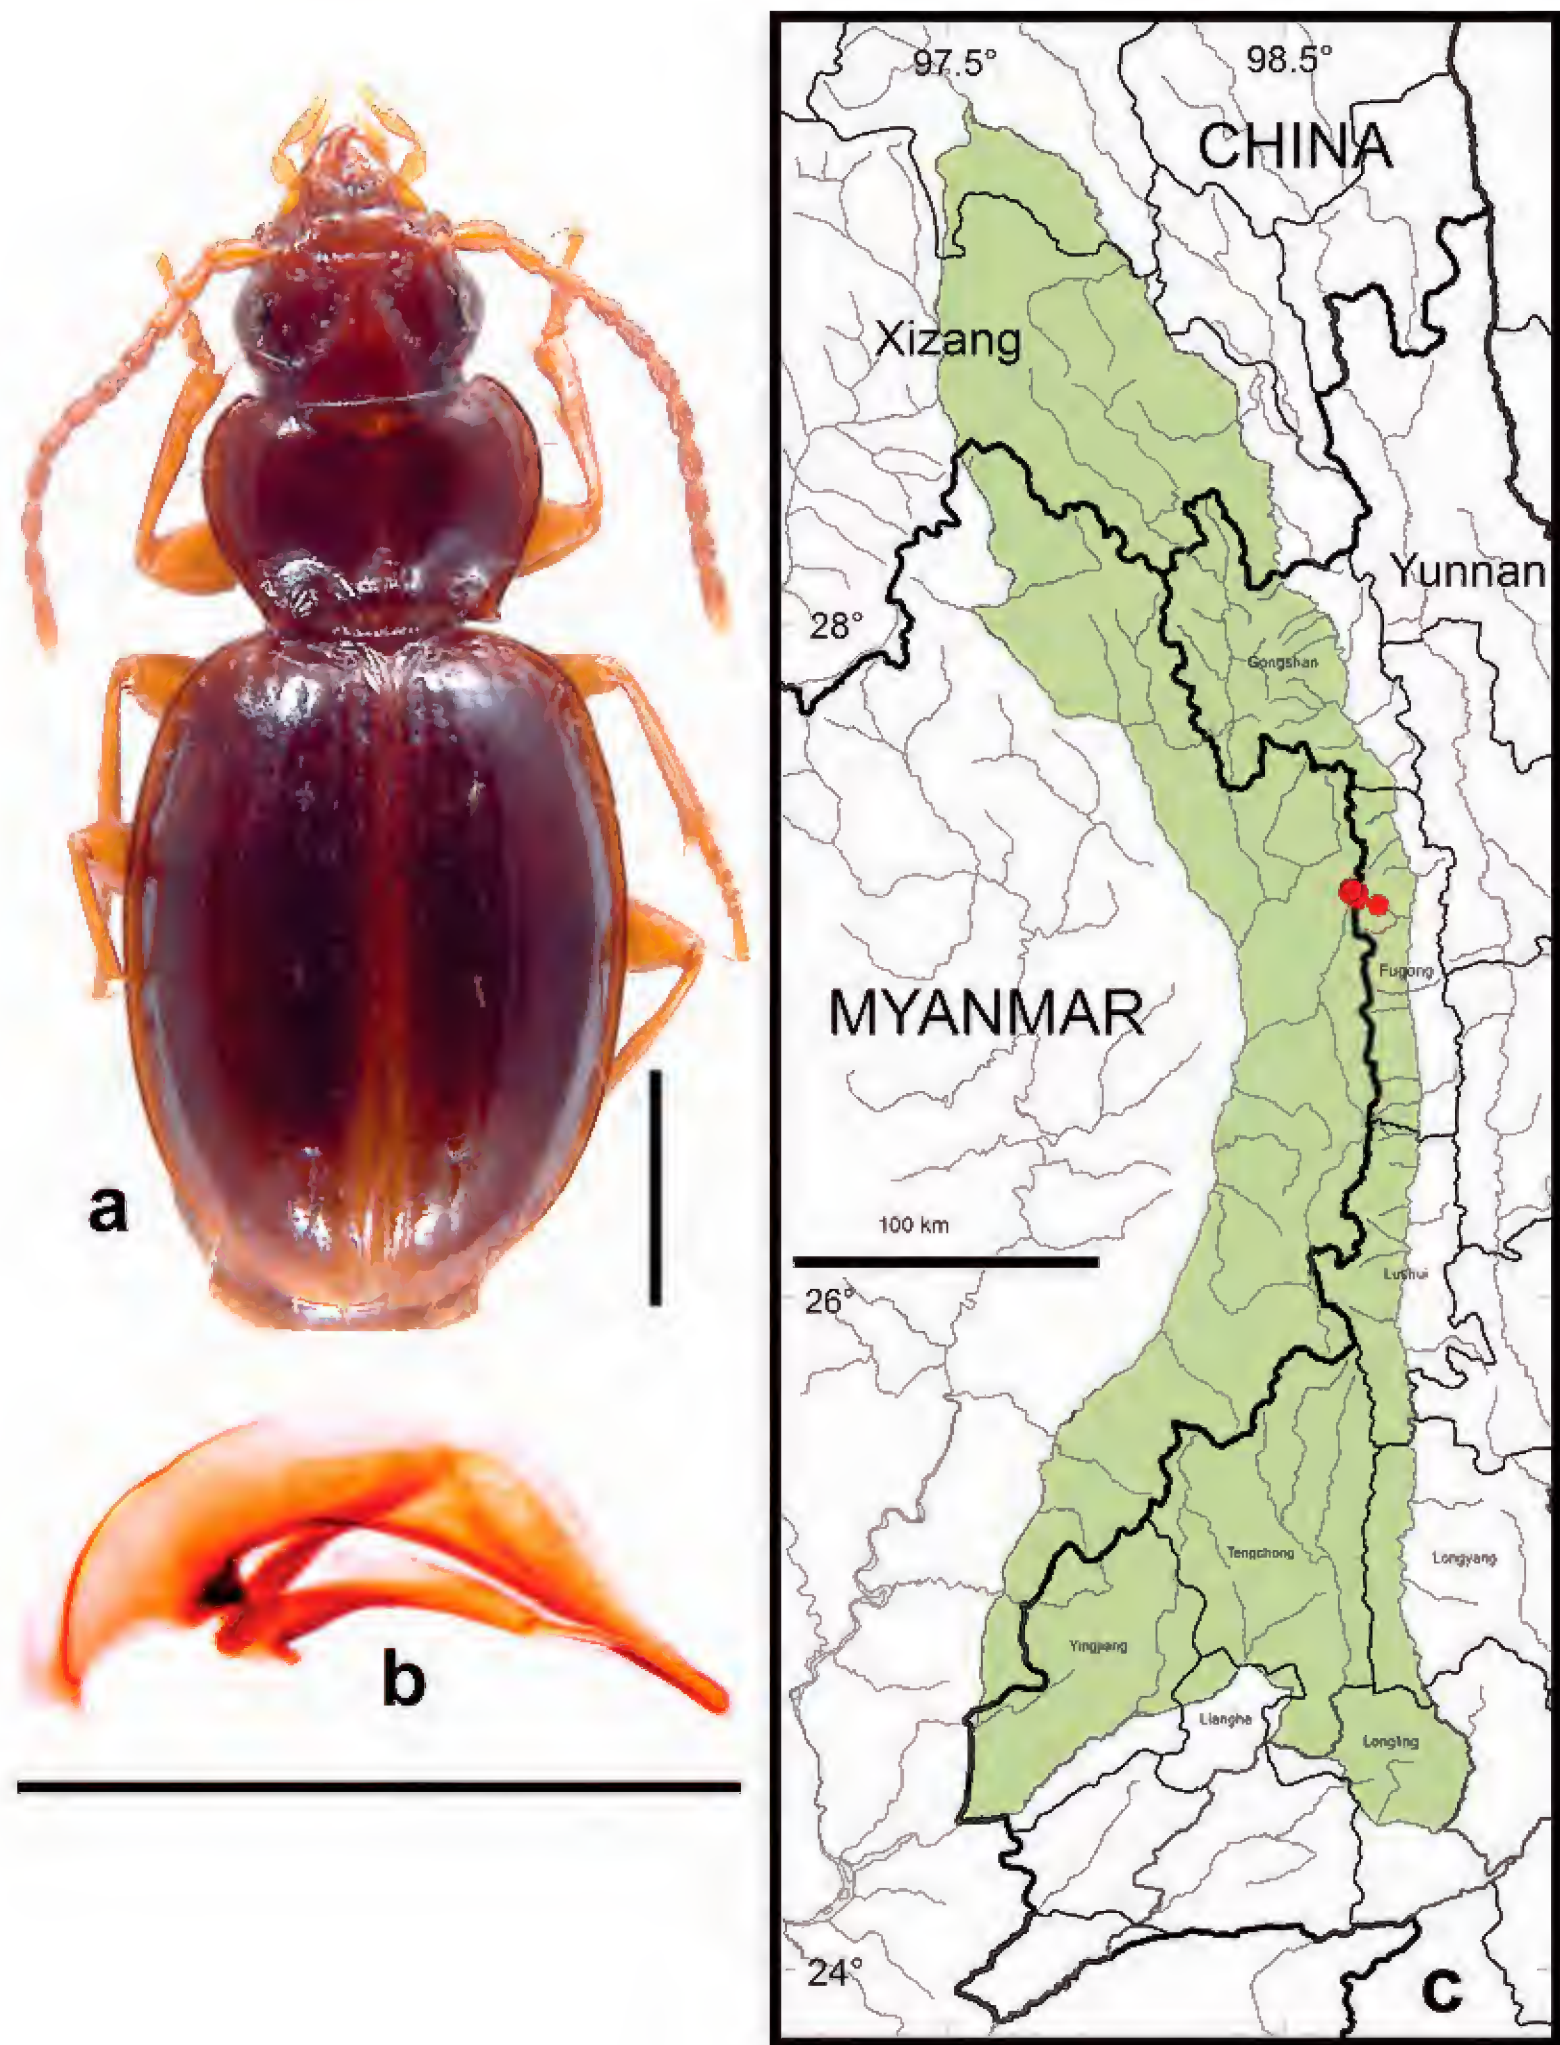 97.5°
98.5°
CHINA
Xizang
Yunnan
28°
Gongshan
Fugong
MYANMAR
a
100 km
Lushui
26°
b
Tengchong
Longyang
Yingjiang
Lianghe
Longling
24°
c